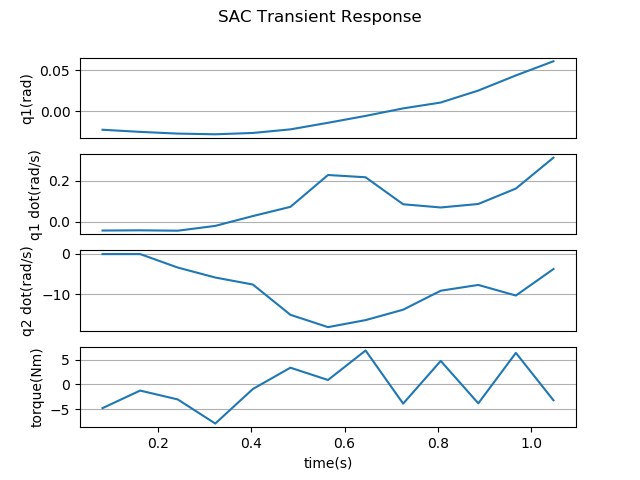 SAC Transient Response
q1(rad)
0.05
0.00
q1 dot(rad/s)
0.2
0.0
q2 dot(rad/s)
0
−10
torque(Nm)
5
0
−5
0.2 0.4 0.6 0.8 1.0
time(s)